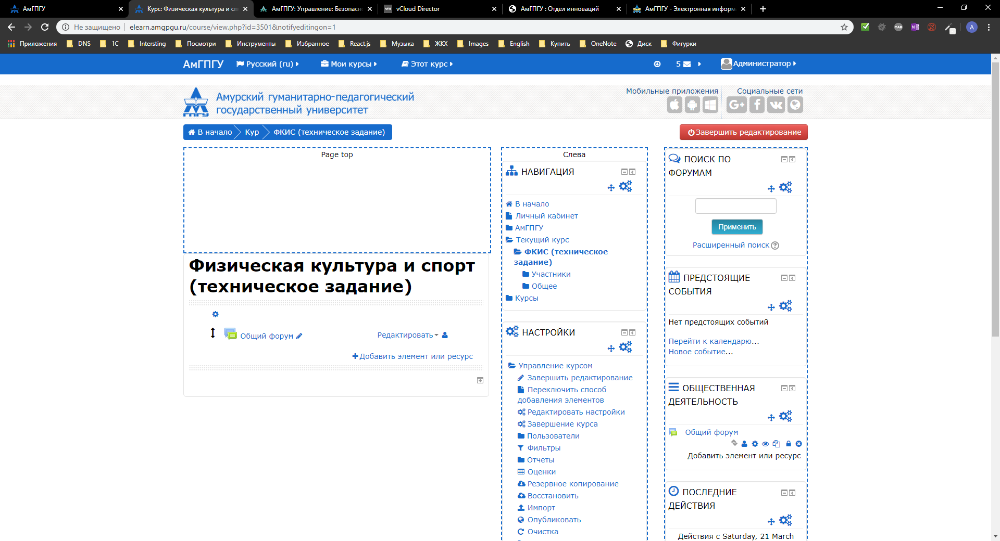 АмГПГУ
Курс: Физическая культура и сп
АмГПГУ: Управление: Безопасн
vCloud Director
АмГПГУ : Отдел инноваций
АмГПГУ - Электронная информ
Не защищено
elearn.amgpgu.ru/course/view.php?id=3501&notifyeditingon=1
Приложения
DNS
1С
Intersting
Посмотри
Инструменты
Избранное
React.js
Музыка
ЖКХ
Images
English
Купить
OneNote
Диск
Фигурки
АмГПГУ
Русский (ru)
Мои курсы
Этот курс
5
Администратор
Амурский гуманитарно-педагогический
государственный университет
Мобильные приложения
Социальные сети
В начало
Кур
ФКИС (техническое задание)
Завершить редактирование
Page top
Физическая культура и спорт
(техническое задание)
Общий форум
Редактировать
Добавить элемент или ресурс
Слева
НАВИГАЦИЯ
В начало
Личный кабинет
АмГПГУ
Текущий курс
ФКИС (техническое
задание)
Участники
Общее
Курсы
НАСТРОЙКИ
Управление курсом
Завершить редактирование
Переключить способ
добавления элементов
Редактировать настройки
Завершение курса
Пользователи
Фильтры
Отчеты
Оценки
Резервное копирование
Восстановить
Импорт
Опубликовать
Очистка
ПОИСК ПО
ФОРУМАМ
Применить
Расширенный поиск
ПРЕДСТОЯЩИЕ
СОБЫТИЯ
Нет предстоящих событий
Перейти к календарю...
Новое событие...
ОБЩЕСТВЕННАЯ
ДЕЯТЕЛЬНОСТЬ
Общий форум
Добавить элемент или ресурс
ПОСЛЕДНИЕ
ДЕЙСТВИЯ
Действия с Saturday, 21 March